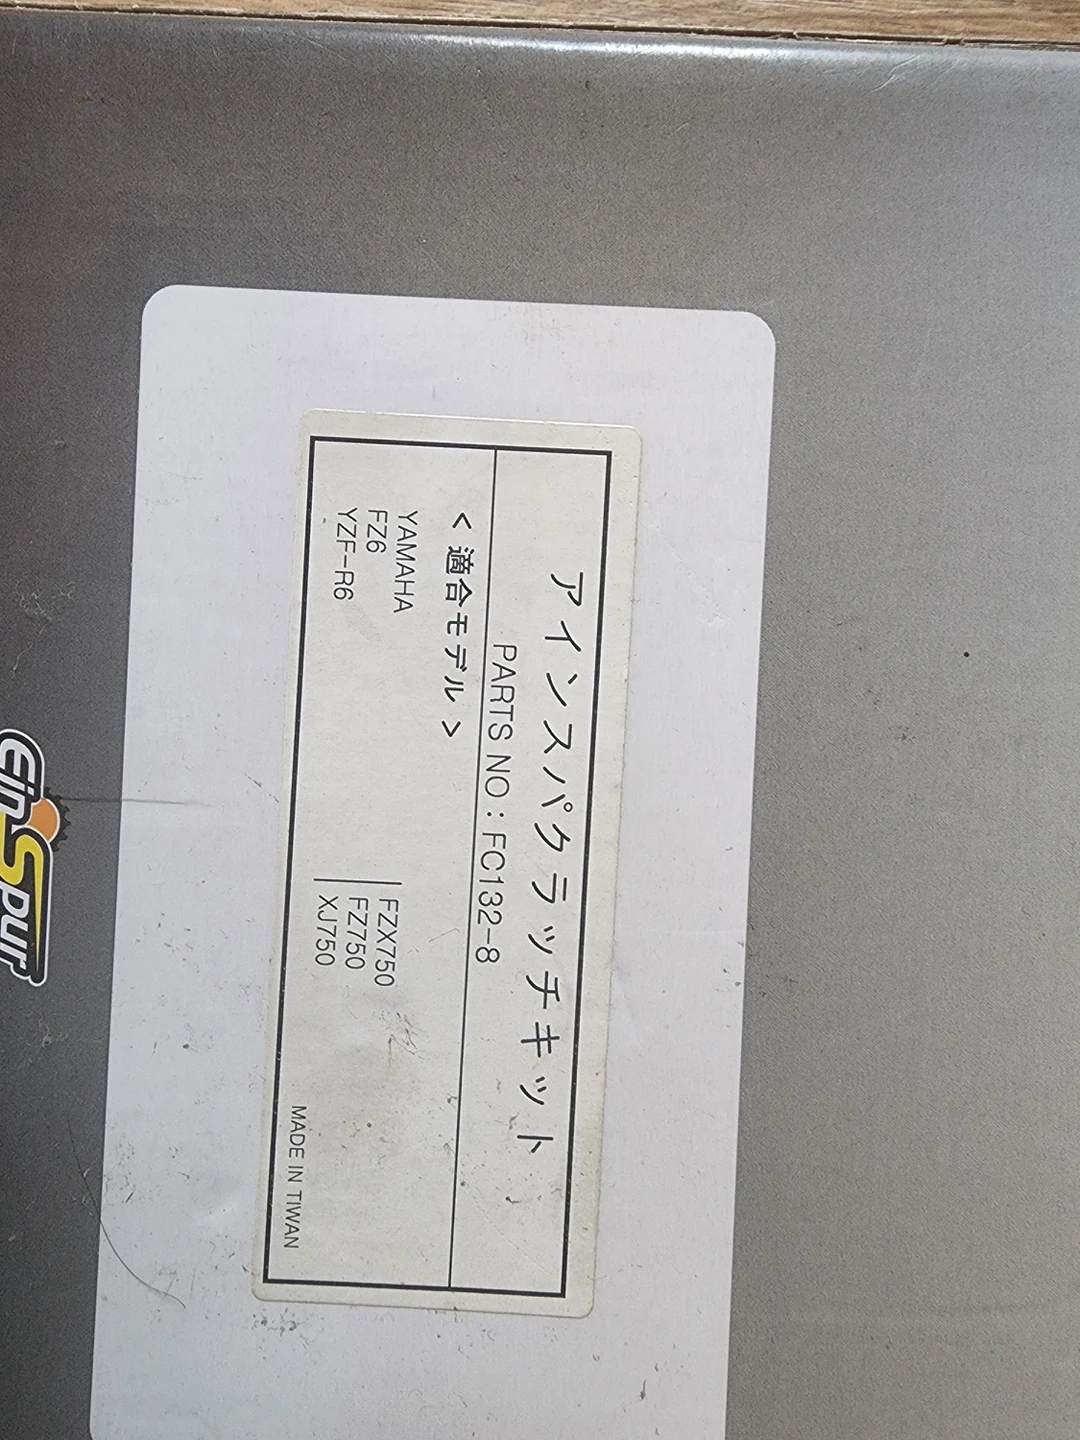 アインスパクラッチキット
PARTS NO : FC132-8
< 適合モデル >
YAMAHA
FZ6
YZF-R6
FZX750
FZ750
XJ750
MADE IN TIWAN
EinSpur